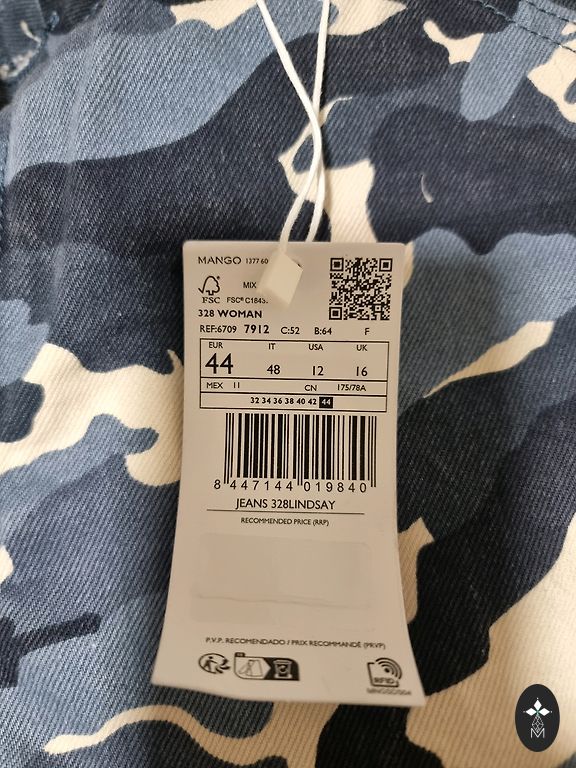 MANGO 1377 60
MIX
FSC FSC® C1843
328 WOMAN
REF:6709 7912 C:52 B:64 F
EUR IT USA UK
44 48 12 16
MEX 11 CN 175/78A
32 34 36 38 40 42 44
8 447144 019840
JEANS 328LINDSAY
RECOMMENDED PRICE (RRP)
P.V.P. RECOMENDADO / PRIX RECOMMANDÉ (PRVP)
RFID